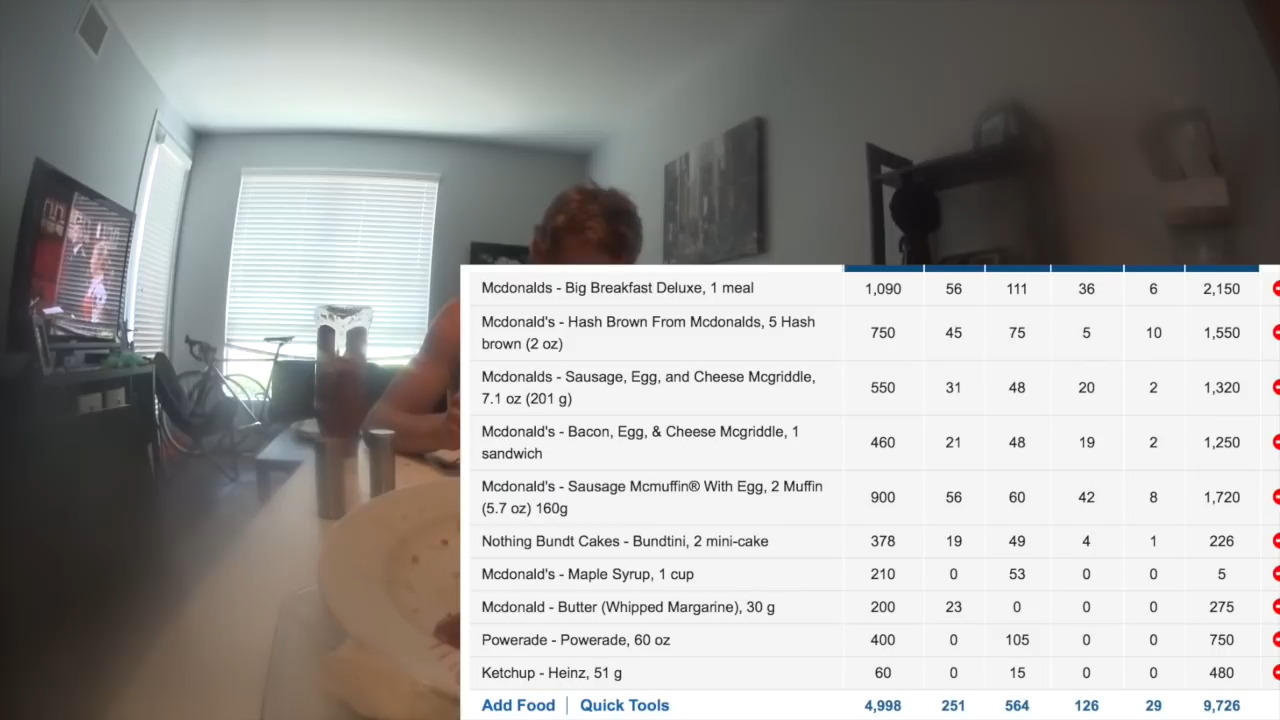 Mcdonalds - Big Breakfast Deluxe, 1 meal 1,090 56 111 36 6 2,150
Mcdonald's - Hash Brown From Mcdonalds, 5 Hash
brown (2 oz) 750 45 75 5 10 1,550
Mcdonalds - Sausage, Egg, and Cheese Mcgriddle,
7.1 oz (201 g) 550 31 48 20 2 1,320
Mcdonald's - Bacon, Egg, & Cheese Mcgriddle, 1
sandwich 460 21 48 19 2 1,250
Mcdonald's - Sausage Mcmuffin® With Egg, 2 Muffin
(5.7 oz) 160g 900 56 60 42 8 1,720
Nothing Bundt Cakes - Bundtini, 2 mini-cake 378 19 49 4 1 226
Mcdonald's - Maple Syrup, 1 cup 210 0 53 0 0 5
Mcdonald - Butter (Whipped Margarine), 30 g 200 23 0 0 0 275
Powerade - Powerade, 60 oz 400 0 105 0 0 750
Ketchup - Heinz, 51 g 60 0 15 0 0 480
Add Food | Quick Tools 4,998 251 564 126 29 9,726